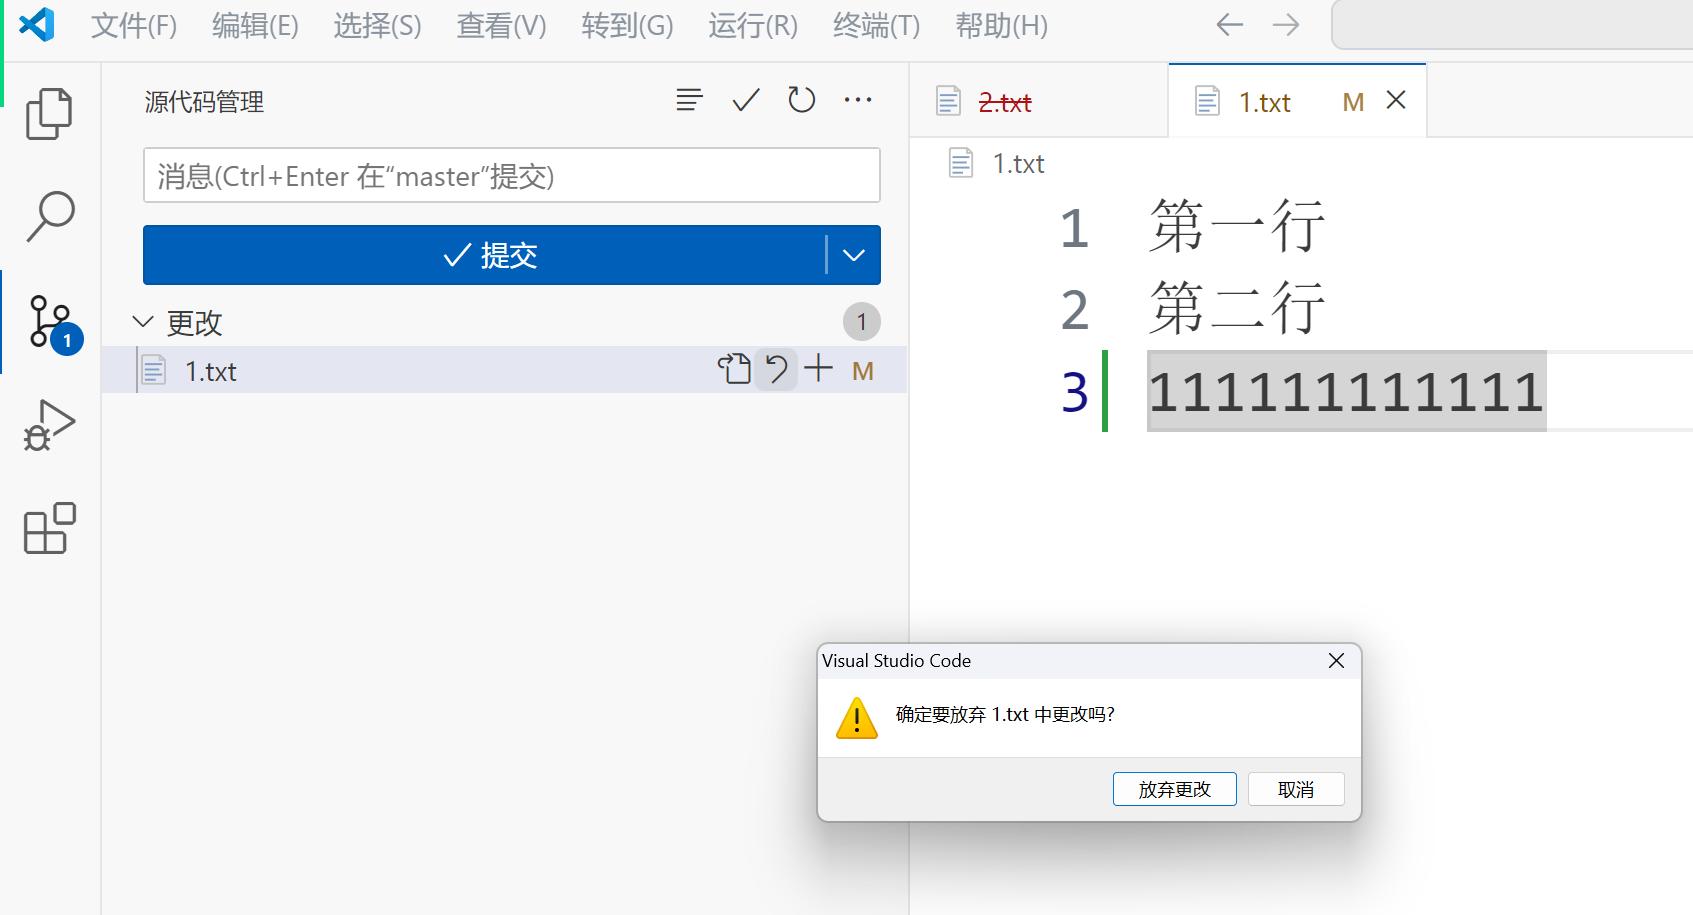 文件(F) 编辑(E) 选择(S) 查看(V) 转到(G) 运行(R) 终端(T) 帮助(H)
源代码管理
消息(Ctrl+Enter 在“master”提交)
提交
更改 1
1.txt M
1
2.txt 1.txt M
1.txt
1 第一行
2 第二行
3 111111111111
Visual Studio Code
确定要放弃 1.txt 中更改吗?
放弃更改 取消